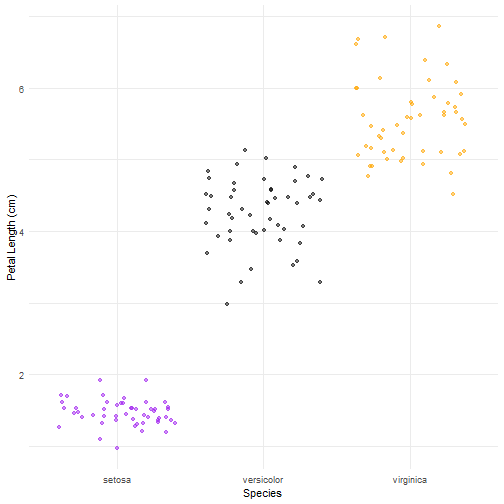 Petal Length (cm)
6
4
2
setosa
versicolor
virginica
Species